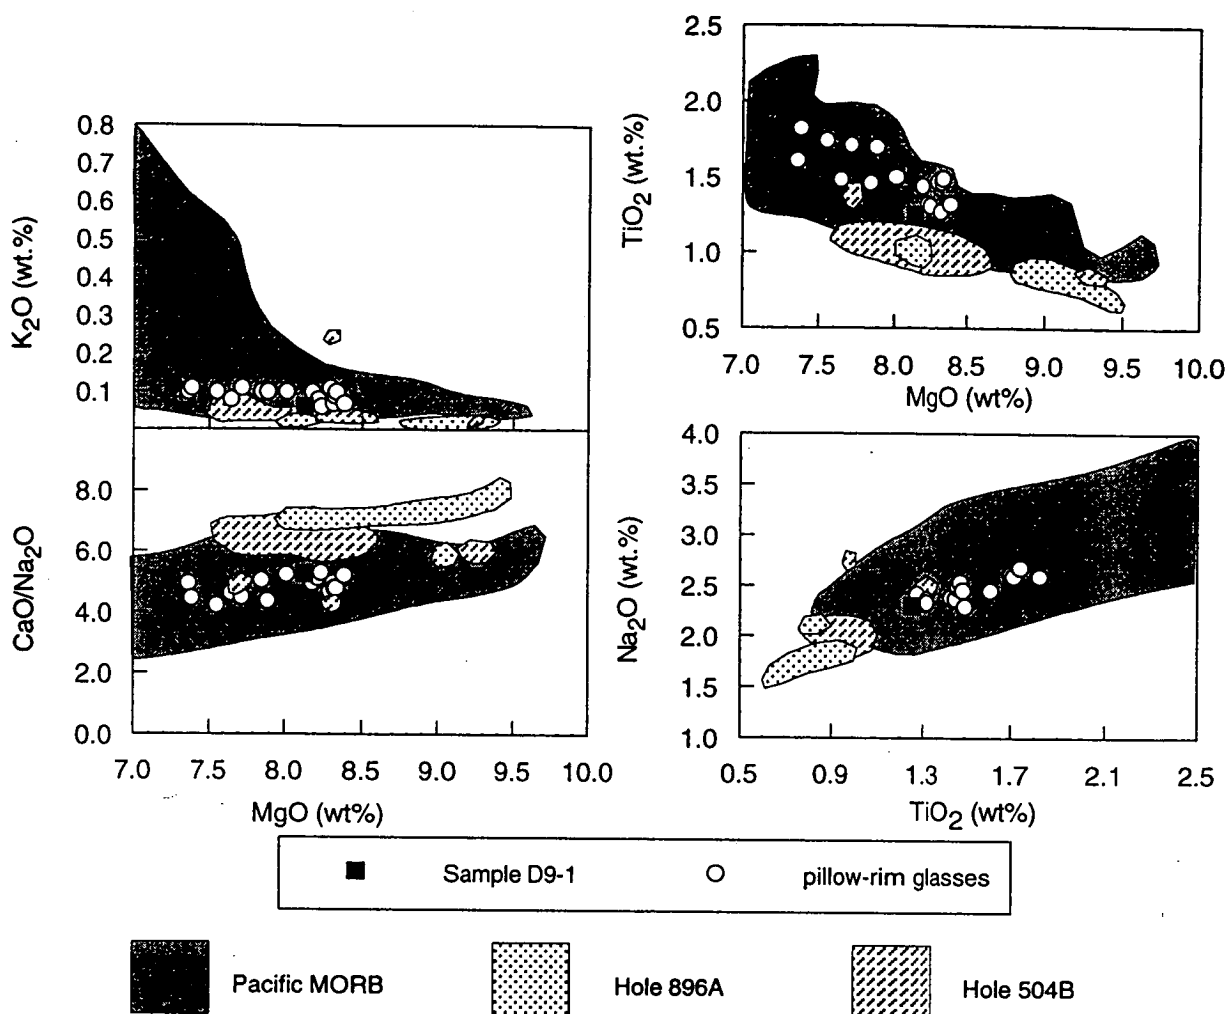 0.8
0.7
0.6
0.5
0.4
0.3
0.2
0.1
K2O (wt.%)
8.0
6.0
4.0
2.0
0.0
CaO/Na2O
7.0 7.5 8.0 8.5 9.0 9.5 10.0
MgO (wt%)
2.5
2.0
1.5
1.0
0.5
TiO2 (wt.%)
7.0 7.5 8.0 8.5 9.0 9.5 10.0
MgO (wt%)
4.0
3.5
3.0
2.5
2.0
1.5
1.0
Na2O (wt.%)
0.5 0.9 1.3 1.7 2.1 2.5
TiO2 (wt%)
Sample D9-1 pillow-rim glasses
Pacific MORB Hole 896A Hole 504B